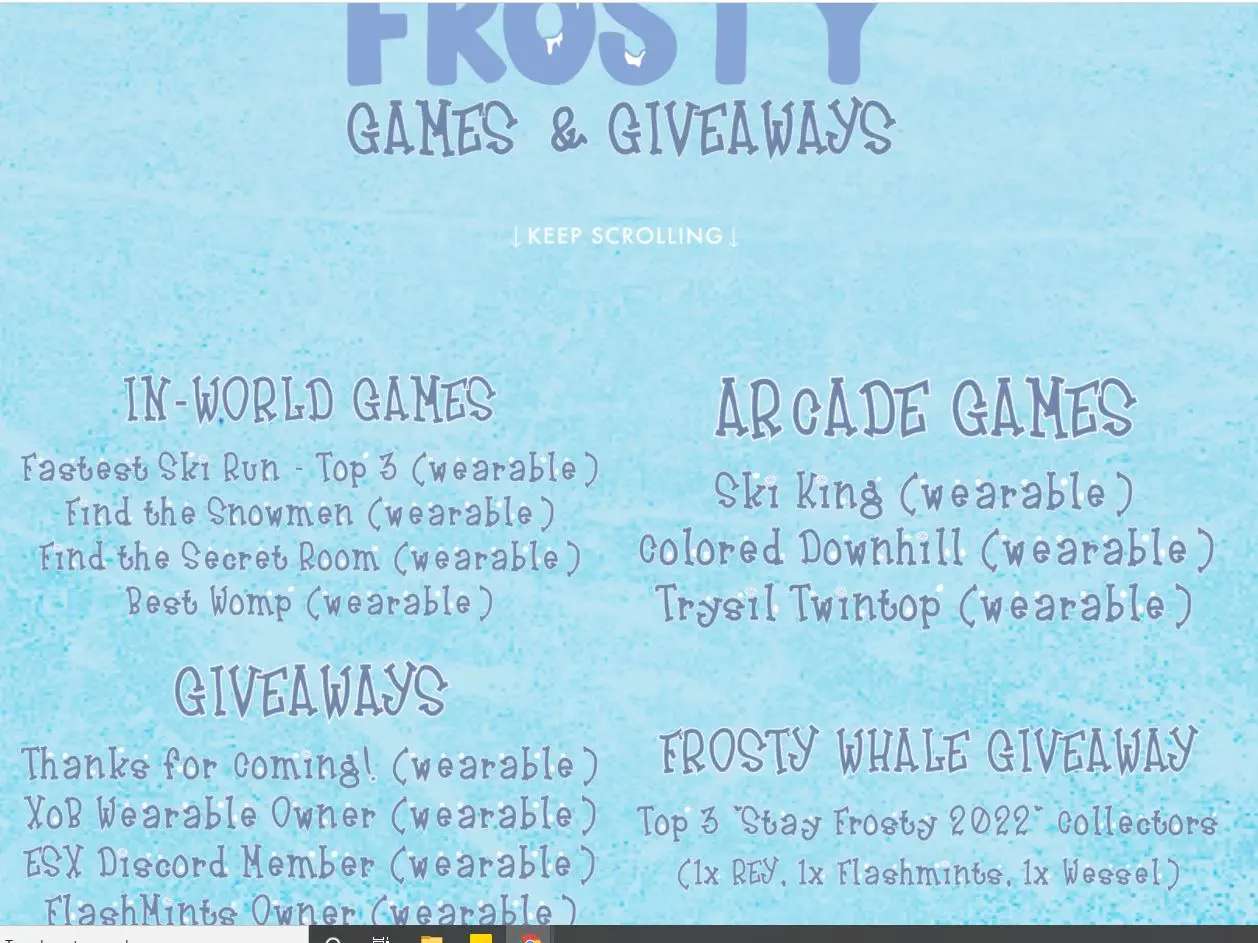 FROSTY
GAMES & GIVEAWAYS
↓KEEP SCROLLING↓
IN-WORLD GAMES
Fastest Ski Run - Top 3 (wearable)
Find the Snowmen (wearable)
Find the Secret Room (wearable)
Best Womp (wearable)
ARCADE GAMES
Ski King (wearable)
Colored Downhill (wearable)
Trysil Twintop (wearable)
GIVEAWAYS
Thanks for coming! (wearable)
XoB Wearable Owner (wearable)
ESX Discord Member (wearable)
FlashMints Owner (wearable)
FROSTY WHALE GIVEAWAY
Top 3 "Stay Frosty 2022" Collectors
(1x REY, 1x Flashmints, 1x Wessel)